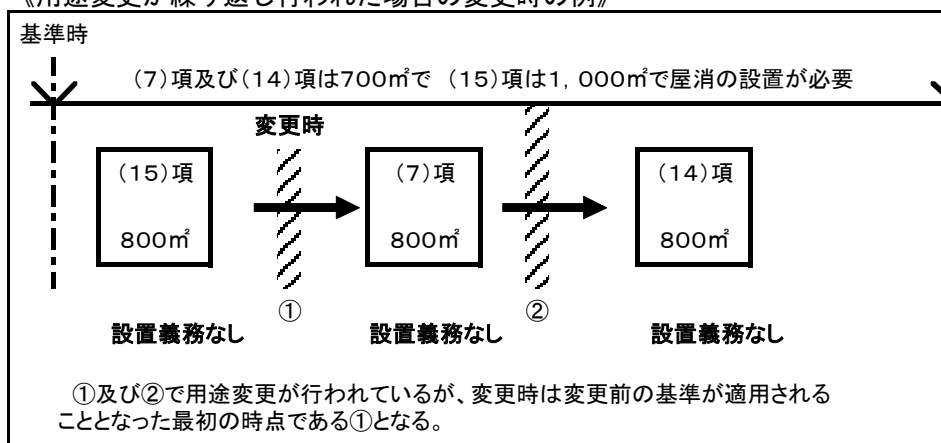 《用途変更が繰り返し行われた場合の変更時の例》
基準時
(7)項及び(14)項は700㎡で (15)項は1,000㎡で屋消の設置が必要
変更時
(15)項
(7)項
(14)項
800㎡
800㎡
800㎡
①
②
設置義務なし
設置義務なし
設置義務なし
①及び②で用途変更が行われているが、変更時は変更前の基準が適用される
こととなった最初の時点である①となる。